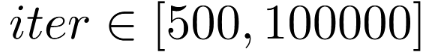 iter ∈ [500, 100000]